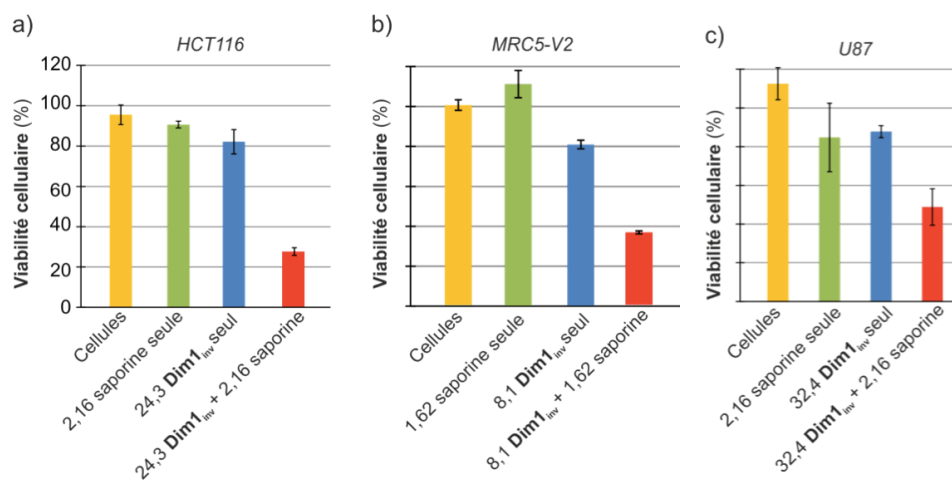 a)
HCT116
Viabilité cellulaire (%)
120
100
80
60
40
20
0
Cellules
2,16 saporine seule
24,3 Dim1inv seul
24,3 Dim1inv + 2,16 saporine
b)
MRC5-V2
Viabilité cellulaire (%)
Cellules
1,62 saporine seule
8,1 Dim1inv seul
8,1 Dim1inv + 1,62 saporine
c)
U87
Viabilité cellulaire (%)
Cellules
2,16 saporine seule
32,4 Dim1inv seul
32,4 Dim1inv + 2,16 saporine